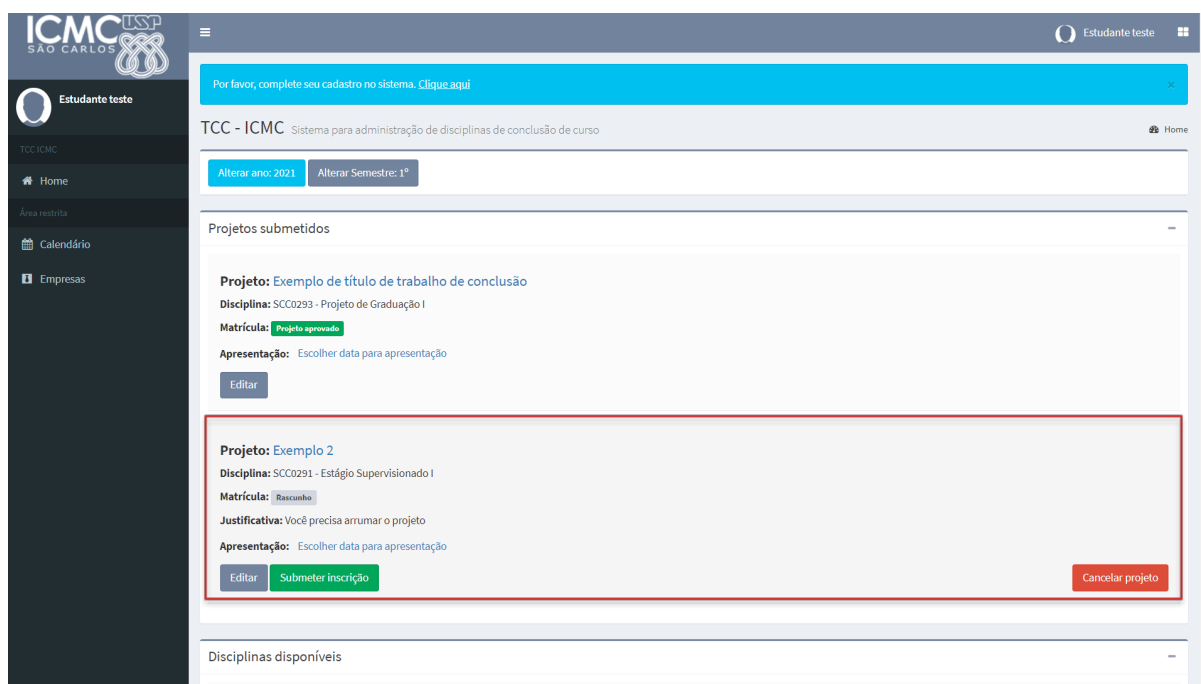 ICMC USP
SÃO CARLOS
Estudante teste
Estudante teste
TCC ICMC
Home
Área restrita
Calendário
Empresas
Por favor, complete seu cadastro no sistema. Clique aqui ×
TCC - ICMC Sistema para administração de disciplinas de conclusão de curso Home
Alterar ano: 2021 Alterar Semestre: 1º
Projetos submetidos
Projeto: Exemplo de título de trabalho de conclusão
Disciplina: SCC0293 - Projeto de Graduação I
Matrícula: Projeto aprovado
Apresentação: Escolher data para apresentação
Editar
Projeto: Exemplo 2
Disciplina: SCC0291 - Estágio Supervisionado I
Matrícula: Rascunho
Justificativa: Você precisa arrumar o projeto
Apresentação: Escolher data para apresentação
Editar Submeter inscrição Cancelar projeto
Disciplinas disponíveis